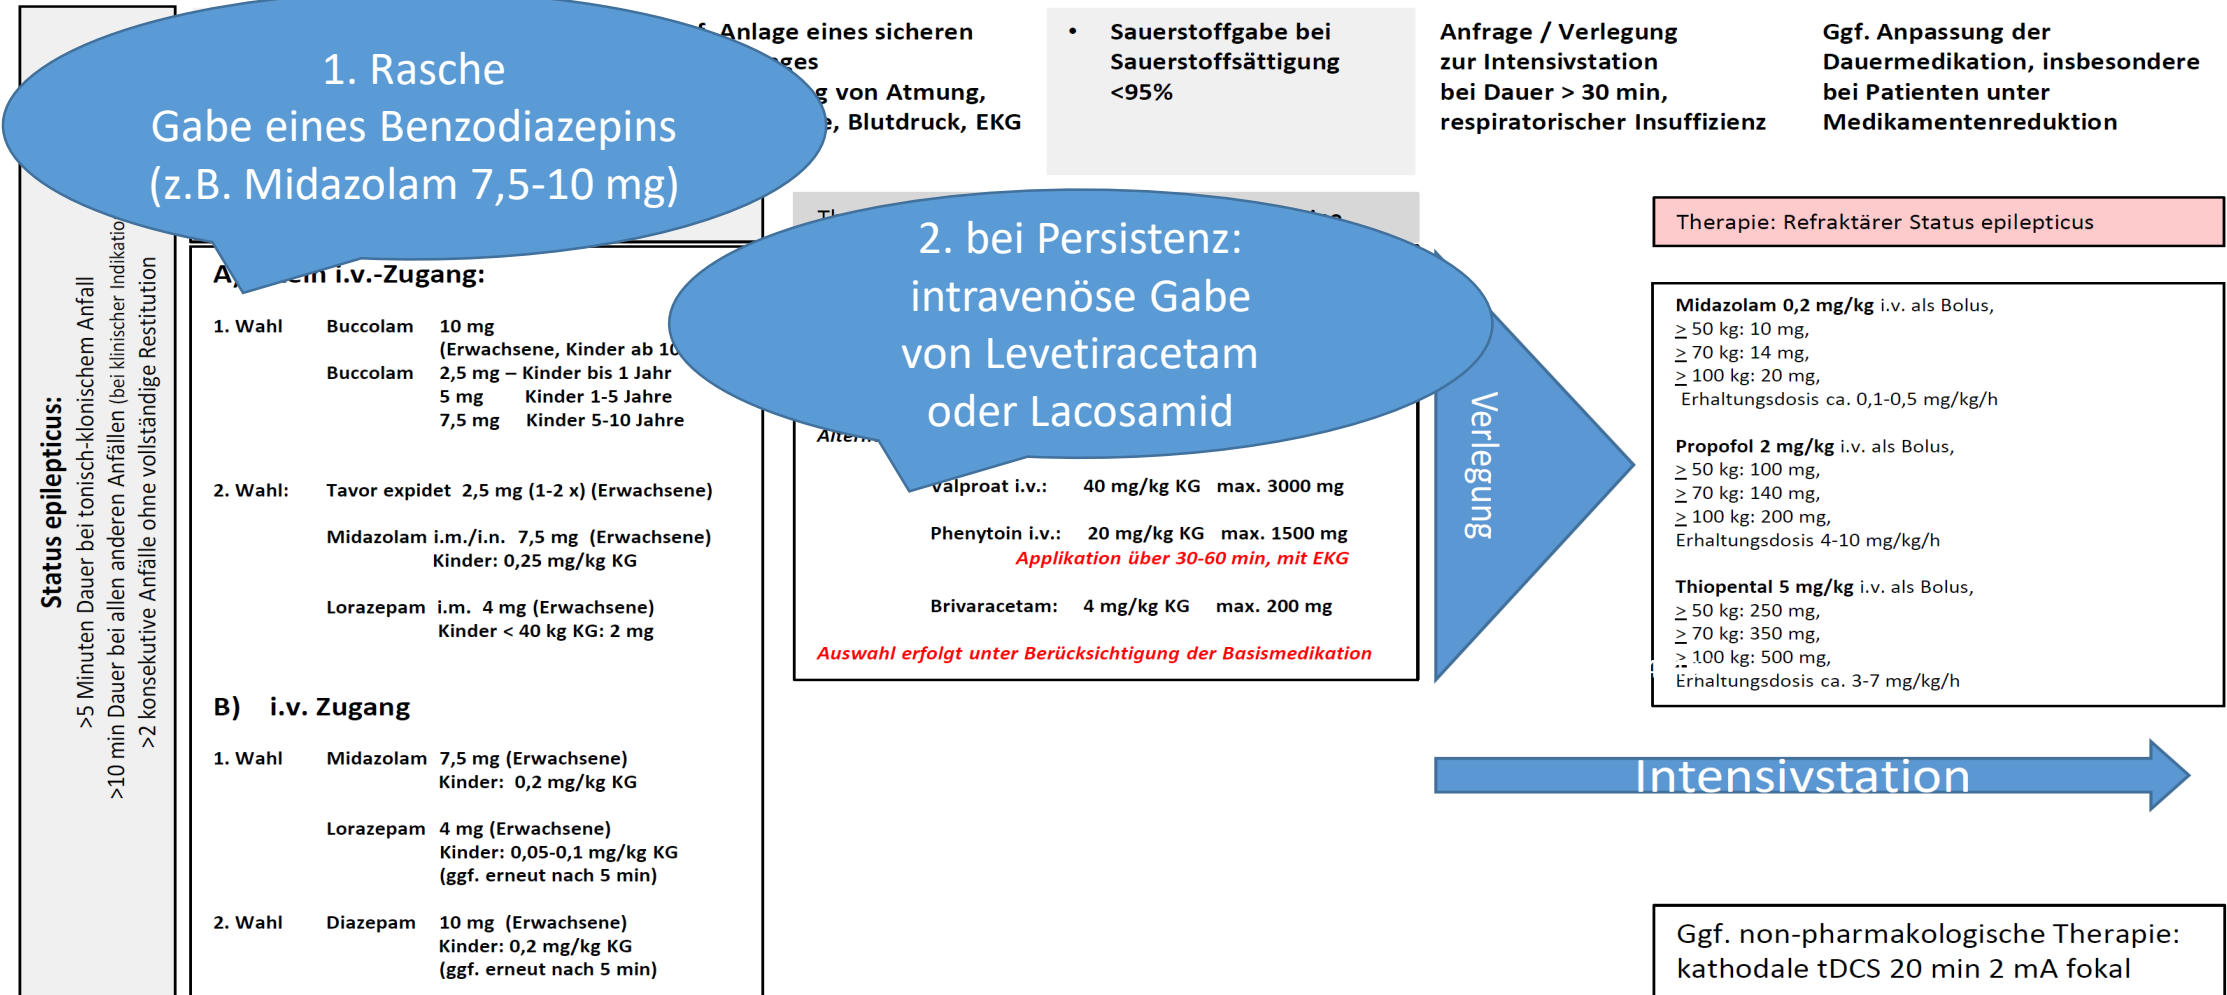 Status epilepticus:
>5 Minuten Dauer bei tonisch-klonischem Anfall
>10 min Dauer bei allen anderen Anfällen (bei klinischer
>2 konsekutive Anfälle ohne vollständige Restitution
1. Rasche
Gabe eines Benzodiazepins
(z.B. Midazolam 7,5-10 mg)
Anlage eines sicheren
von Atmung,
Blutdruck, EKG
• Sauerstoffgabe bei
Sauerstoffsättigung
<95%
Anfrage / Verlegung
zur Intensivstation
bei Dauer > 30 min,
respiratorischer Insuffizienz
Ggf. Anpassung der
Dauermedikation, insbesondere
bei Patienten unter
Medikamentenreduktion
i.v.-Zugang:
1. Wahl Buccolam 10 mg
(Erwachsene, Kinder ab
Buccolam 2,5 mg – Kinder bis 1 Jahr
5 mg Kinder 1-5 Jahre
7,5 mg Kinder 5-10 Jahre
2. Wahl: Tavor expidet 2,5 mg (1-2 x) (Erwachsene)
Midazolam i.m./i.n. 7,5 mg (Erwachsene)
Kinder: 0,25 mg/kg KG
Lorazepam i.m. 4 mg (Erwachsene)
Kinder < 40 kg KG: 2 mg
B) i.v. Zugang
1. Wahl Midazolam 7,5 mg (Erwachsene)
Kinder: 0,2 mg/kg KG
Lorazepam 4 mg (Erwachsene)
Kinder: 0,05-0,1 mg/kg KG
(ggf. erneut nach 5 min)
2. Wahl Diazepam 10 mg (Erwachsene)
Kinder: 0,2 mg/kg KG
(ggf. erneut nach 5 min)
2. bei Persistenz:
intravenöse Gabe
von Levetiracetam
oder Lacosamid
Valproat i.v.: 40 mg/kg KG max. 3000 mg
Phenytoin i.v.: 20 mg/kg KG max. 1500 mg
Applikation über 30-60 min, mit EKG
Brivaracetam: 4 mg/kg KG max. 200 mg
Auswahl erfolgt unter Berücksichtigung der Basismedikation
Verlegung
Therapie: Refraktärer Status epilepticus
Midazolam 0,2 mg/kg i.v. als Bolus,
≥ 50 kg: 10 mg,
≥ 70 kg: 14 mg,
≥ 100 kg: 20 mg,
Erhaltungsdosis ca. 0,1-0,5 mg/kg/h
Propofol 2 mg/kg i.v. als Bolus,
≥ 50 kg: 100 mg,
≥ 70 kg: 140 mg,
≥ 100 kg: 200 mg,
Erhaltungsdosis 4-10 mg/kg/h
Thiopental 5 mg/kg i.v. als Bolus,
≥ 50 kg: 250 mg,
≥ 70 kg: 350 mg,
≥ 100 kg: 500 mg,
Erhaltungsdosis ca. 3-7 mg/kg/h
Intensivstation
Ggf. non-pharmakologische Therapie:
kathodale tDCS 20 min 2 mA fokal